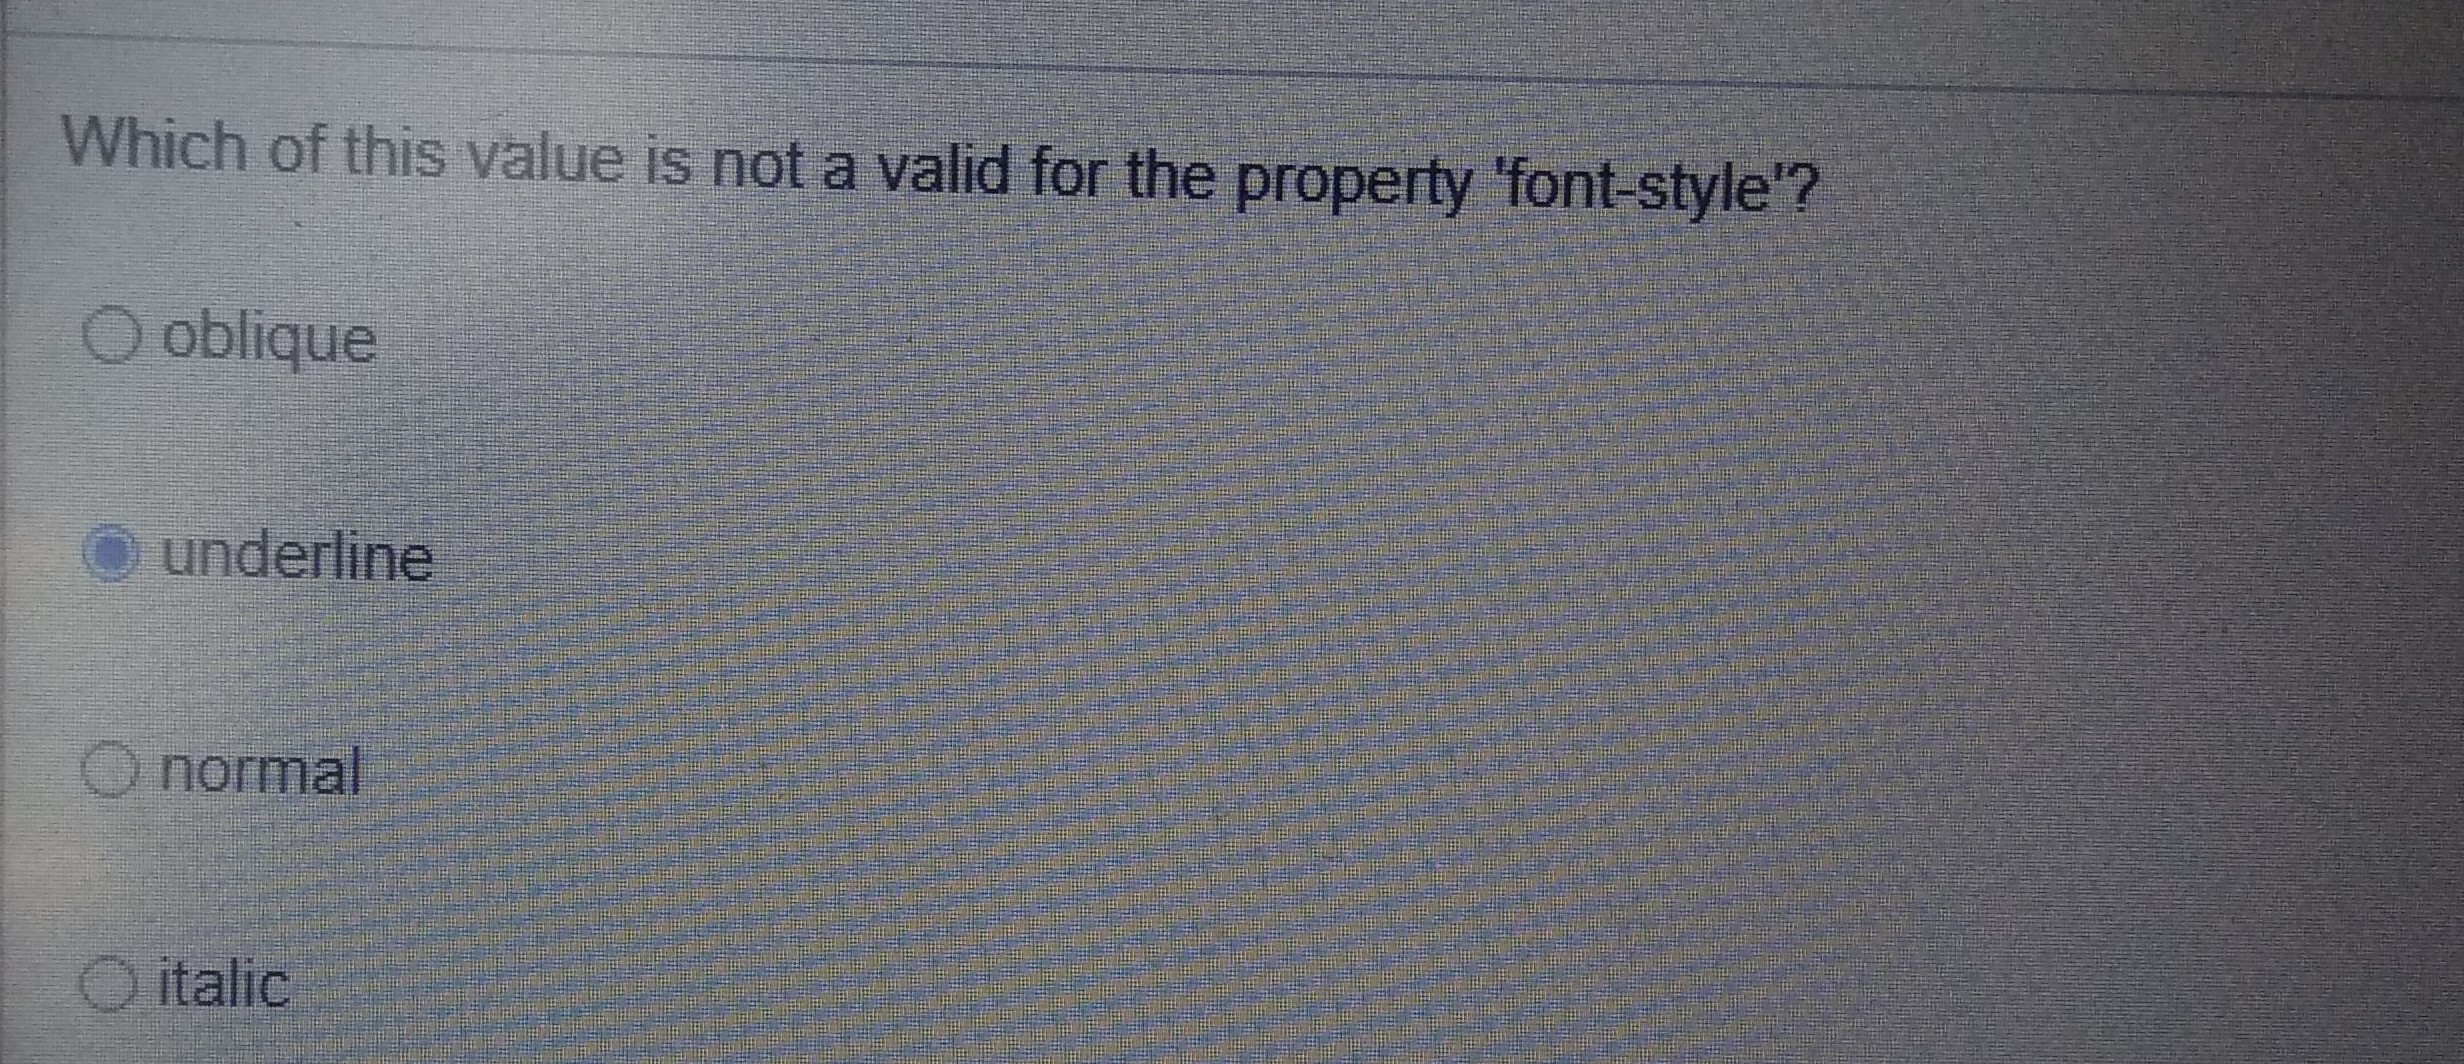 Which of this value is not a valid for the property 'font-style'?
oblique
underline
normal
italic